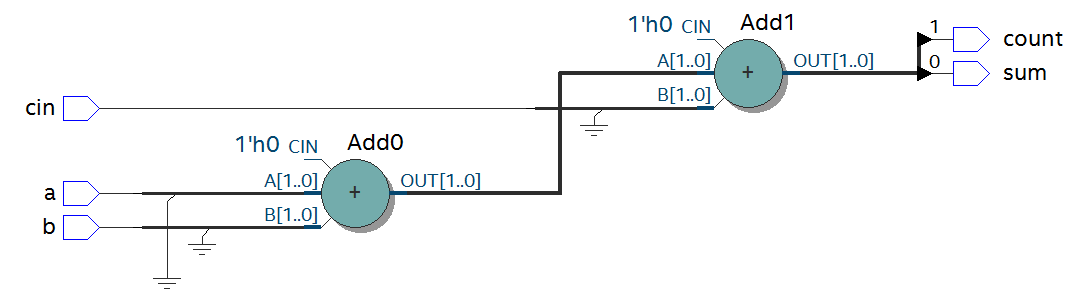 1'h0 CIN Add1
A[1..0] + OUT[1..0] 1 count
0 sum
B[1..0]
cin
1'h0 CIN Add0
a A[1..0] + OUT[1..0]
b B[1..0]